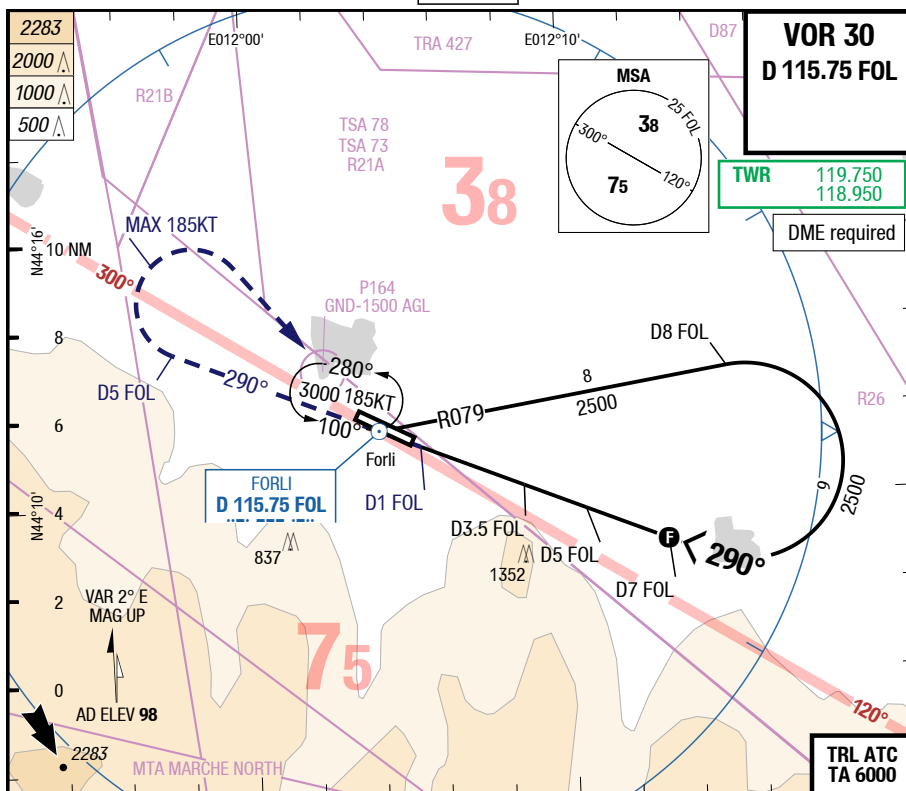 2283
2000
1000
500
E012°00'
E012°10'
TRA 427
D87
VOR 30
D 115.75 FOL
R21B
TSA 78
TSA 73
R21A
38
MSA
25 FOL
38
300°
120°
75
TWR 119.750
118.950
DME required
MAX 185KT
N44°16'
10 NM
300°
P164
GND-1500 AGL
8
D8 FOL
280°
8
2500
R26
D5 FOL
290°
3000 185KT
R079
100°
6
Forli
9
2500
FORLI
D 115.75 FOL
D1 FOL
N44°10'
4
D3.5 FOL
F
290°
837
1352
D5 FOL
D7 FOL
2
VAR 2° E
MAG UP
75
0
AD ELEV 98
120°
2283
MTA MARCHE NORTH
TRL ATC
TA 6000